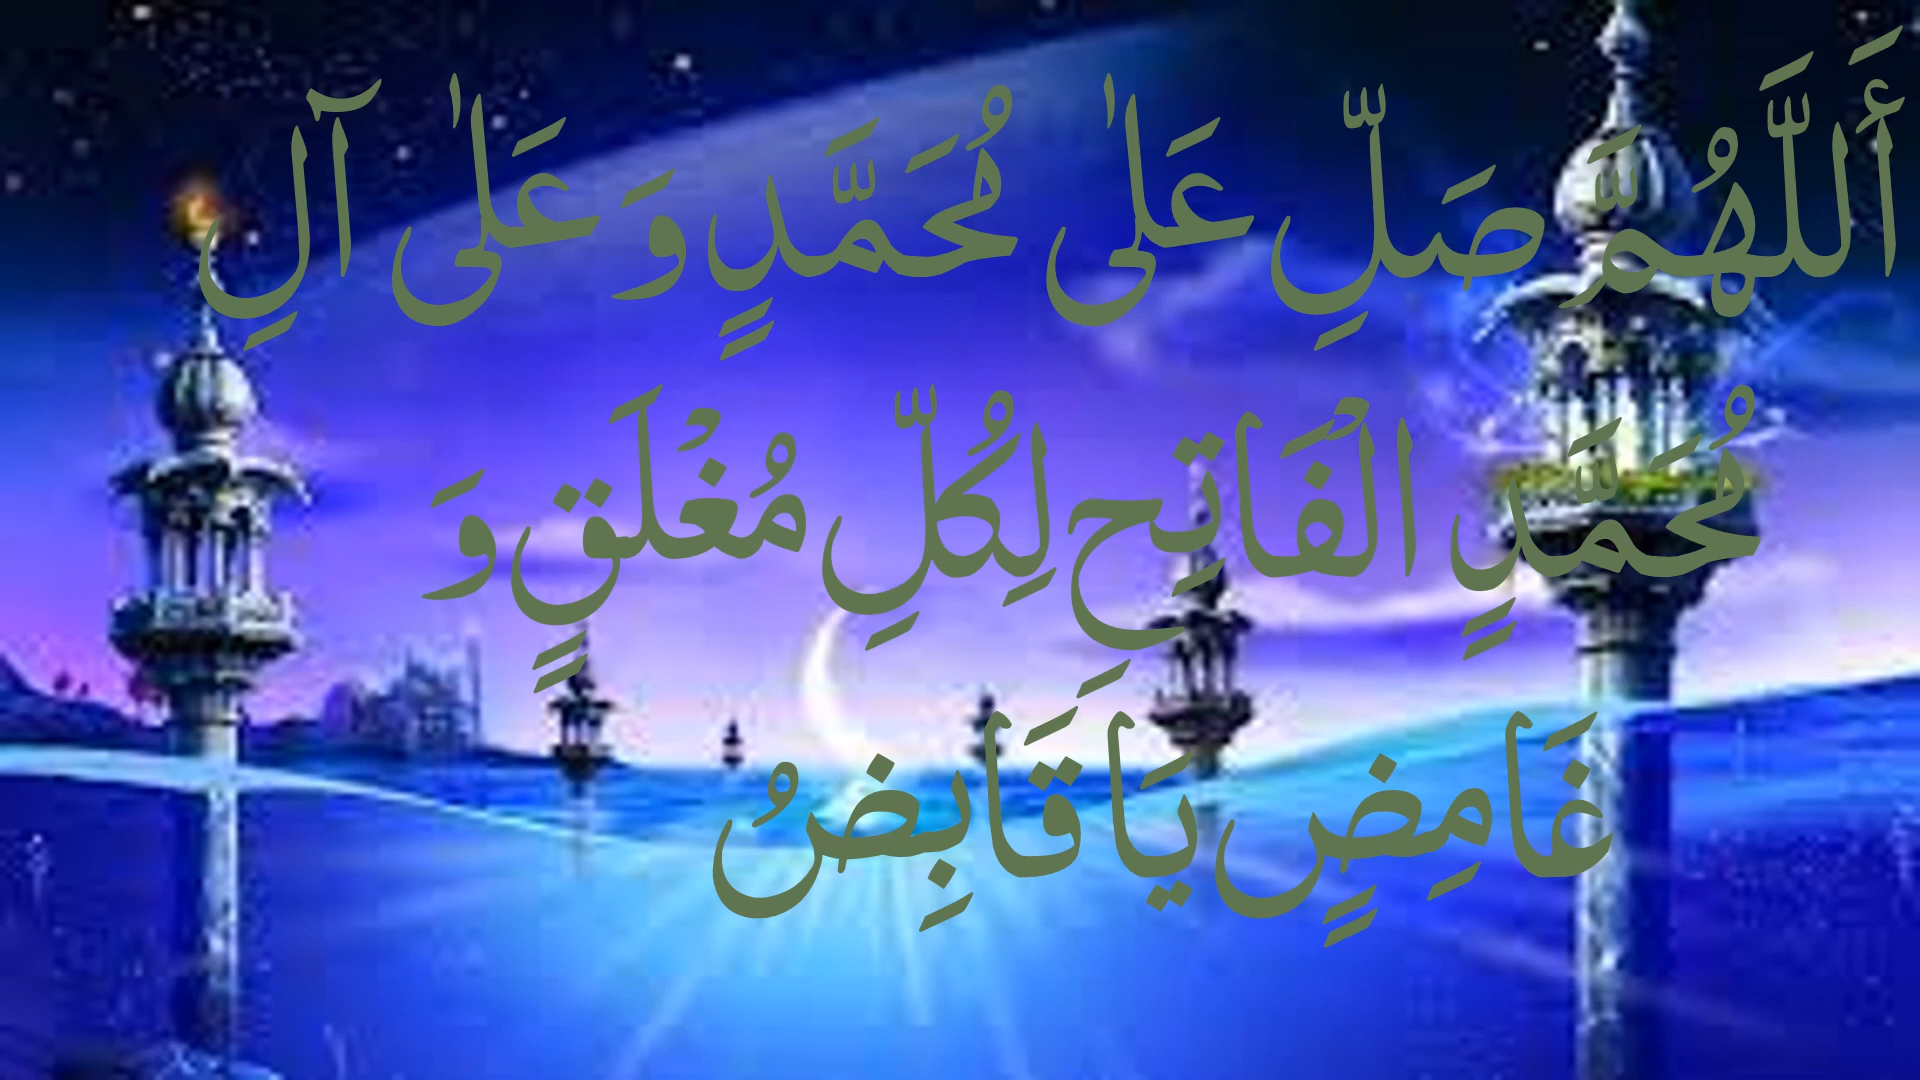 أَللَّهُمَّ صَلِّ عَلٰى مُحَمَّدٍ وَ عَلٰى آلِ
مُحَمَّدٍ الْفَاتِحِ لِكُلِّ مُغْلَقٍ وَ
غَامِضٍ يَا قَابِضُ